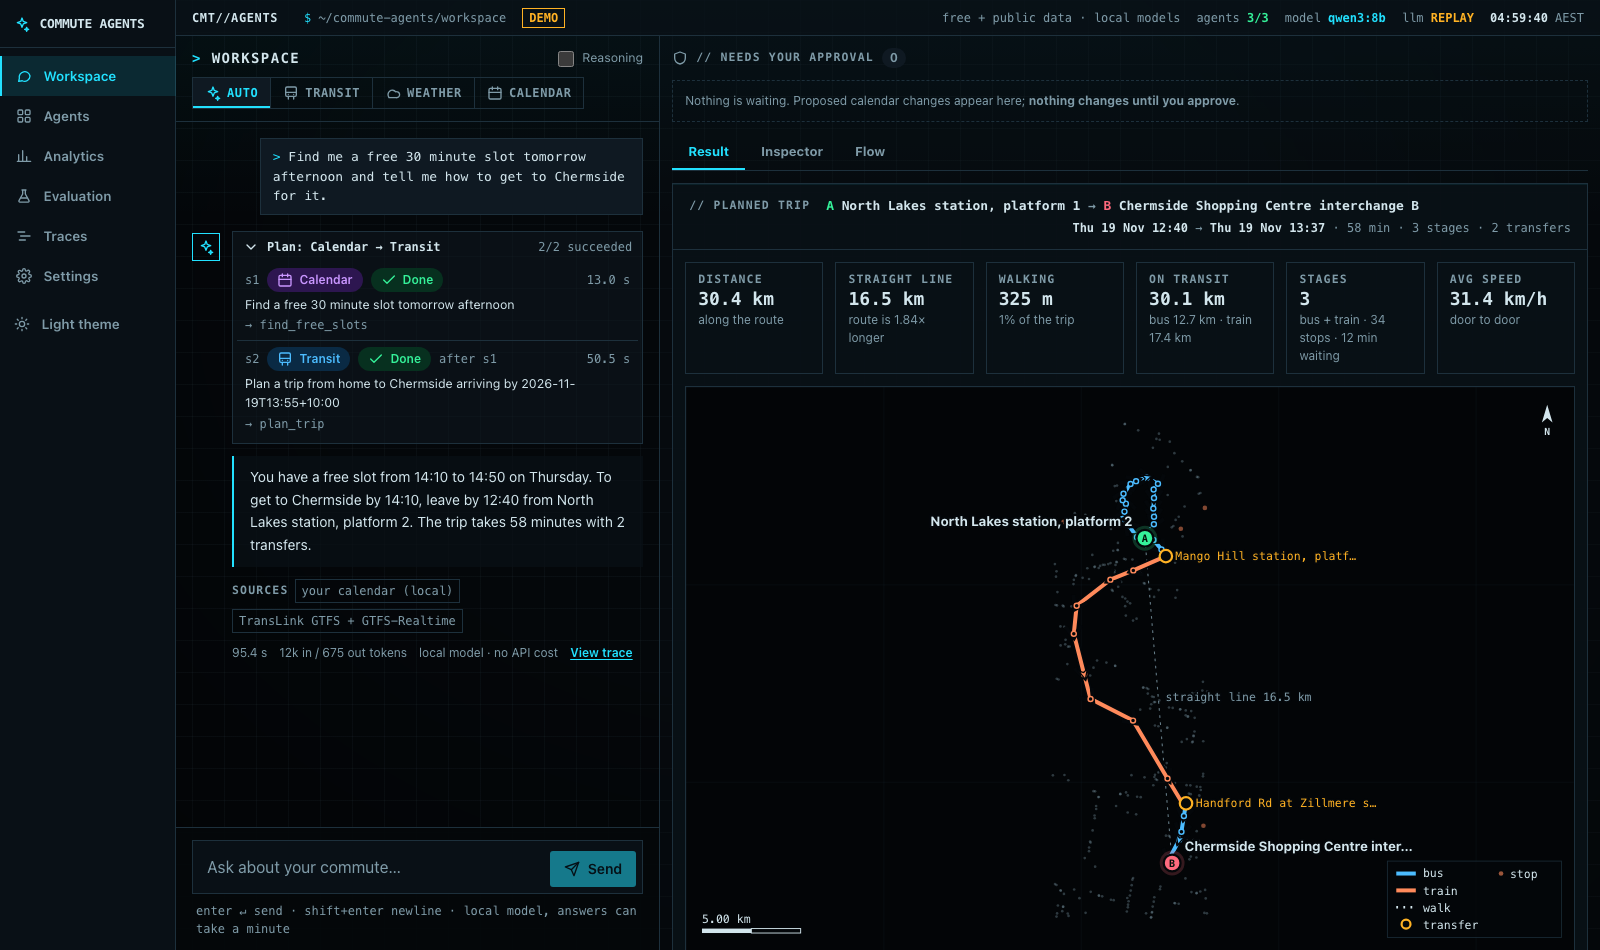 COMMUTE AGENTS
Workspace
Agents
Analytics
Evaluation
Traces
Settings
Light theme
CMT//AGENTS $ ~/commute-agents/workspace DEMO
free + public data · local models agents 3/3 model qwen3:8b llm REPLAY 04:59:40 AEST
> WORKSPACE
Reasoning
AUTO TRANSIT WEATHER CALENDAR
> Find me a free 30 minute slot tomorrow
afternoon and tell me how to get to Chermside
for it.
Plan: Calendar → Transit 2/2 succeeded
s1 Calendar Done 13.0 s
Find a free 30 minute slot tomorrow afternoon
→ find_free_slots
s2 Transit Done after s1 50.5 s
Plan a trip from home to Chermside arriving by 2026-11-
19T13:55+10:00
→ plan_trip
You have a free slot from 14:10 to 14:50 on Thursday. To
get to Chermside by 14:10, leave by 12:40 from North
Lakes station, platform 2. The trip takes 58 minutes with 2
transfers.
SOURCES your calendar (local)
TransLink GTFS + GTFS-Realtime
95.4 s 12k in / 675 out tokens local model · no API cost View trace
Ask about your commute...
Send
enter ↵ send · shift+enter newline · local model, answers can
take a minute
// NEEDS YOUR APPROVAL 0
Nothing is waiting. Proposed calendar changes appear here; nothing changes until you approve.
Result Inspector Flow
// PLANNED TRIP A North Lakes station, platform 1 → B Chermside Shopping Centre interchange B
Thu 19 Nov 12:40 → Thu 19 Nov 13:37 · 58 min · 3 stages · 2 transfers
DISTANCE
30.4 km
along the route
STRAIGHT LINE
16.5 km
route is 1.84×
longer
WALKING
325 m
1% of the trip
ON TRANSIT
30.1 km
bus 12.7 km · train
17.4 km
STAGES
3
bus + train · 34
stops · 12 min
waiting
AVG SPEED
31.4 km/h
door to door
N
North Lakes station, platform 2
A
Mango Hill station, platf…
straight line 16.5 km
Handford Rd at Zillmere s…
Chermside Shopping Centre inter...
B
5.00 km
bus
stop
train
walk
transfer